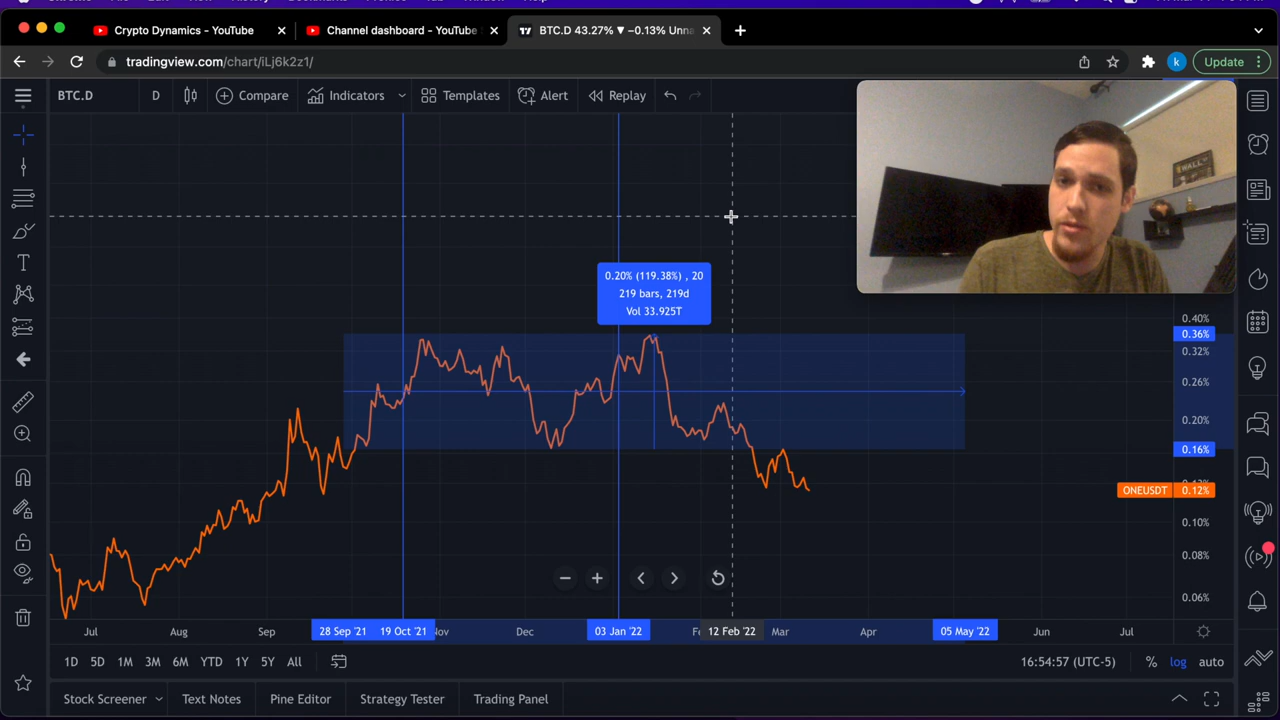 Crypto Dynamics - YouTube
Channel dashboard - YouTube
BTC.D 43.27% ▼ −0.13% Unna
tradingview.com/chart/iLj6k2z1/
k
Update
BTC.D D Compare Indicators Templates Alert Replay
WALL
0.20% (119.38%) , 20
219 bars, 219d
Vol 33.925T
0.40%
0.36%
0.32%
0.26%
0.20%
0.16%
ONEUSDT 0.12%
0.10%
0.08%
0.06%
Jul Aug Sep 28 Sep '21 19 Oct '21 Nov Dec 03 Jan '22 12 Feb '22 Mar Apr 05 May '22 Jun Jul
1D 5D 1M 3M 6M YTD 1Y 5Y All 16:54:57 (UTC-5) % log auto
Stock Screener Text Notes Pine Editor Strategy Tester Trading Panel